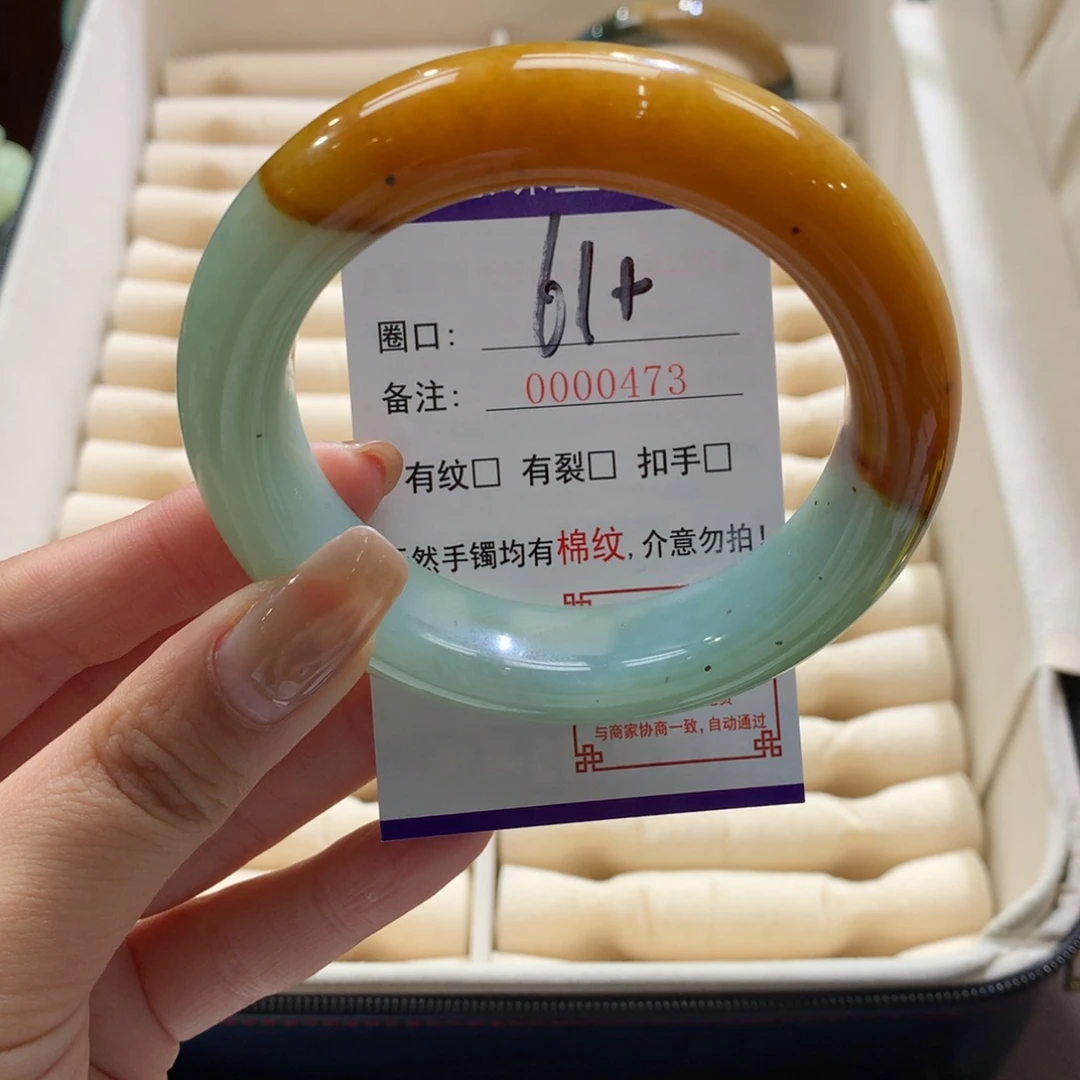 圈口: 61+
备注: 0000473
有纹□ 有裂□ 扣手□
然手镯均有棉纹, 介意勿拍!
与商家协商一致, 自动通过